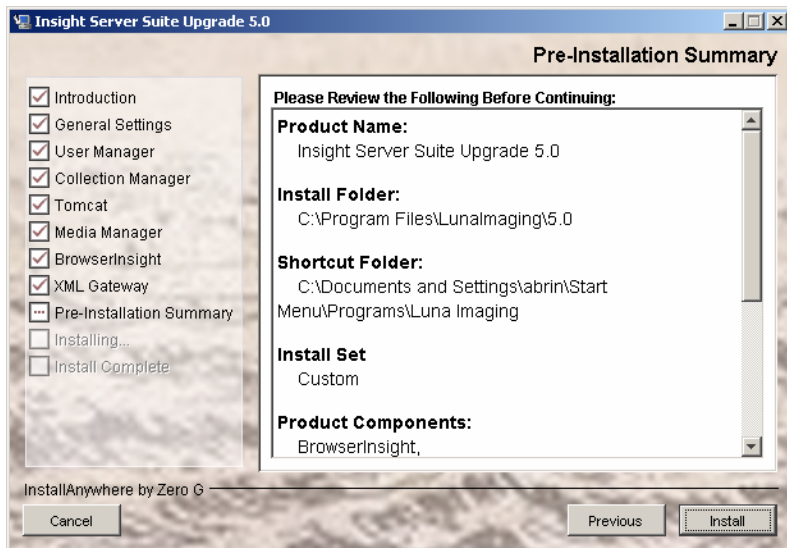 Insight Server Suite Upgrade 5.0
Pre-Installation Summary
Introduction
General Settings
User Manager
Collection Manager
Tomcat
Media Manager
BrowserInsight
XML Gateway
Pre-Installation Summary
Installing...
Install Complete
Please Review the Following Before Continuing:
Product Name:
Insight Server Suite Upgrade 5.0
Install Folder:
C:\Program Files\LunaImaging\5.0
Shortcut Folder:
C:\Documents and Settings\abrin\Start
Menu\Programs\Luna Imaging
Install Set
Custom
Product Components:
BrowserInsight,
InstallAnywhere by Zero G
Cancel
Previous
Install